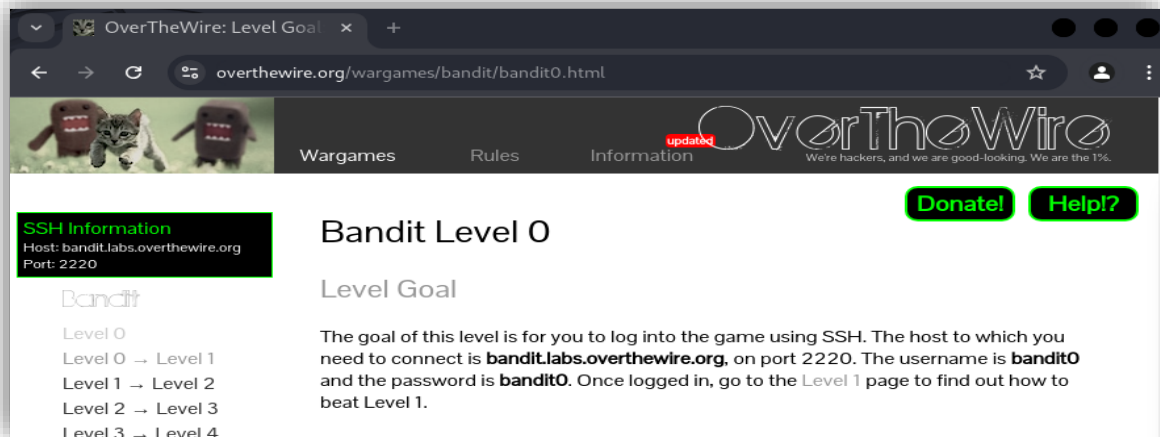 OverTheWire: Level Goal
overthewire.org/wargames/bandit/bandit0.html
Wargames Rules Information updated OverTheWire
We're hackers, and we are good-looking. We are the 1%.
Donate! Help!?
SSH Information
Host: bandit.labs.overthewire.org
Port: 2220
Bandit
Level 0
Level 0 → Level 1
Level 1 → Level 2
Level 2 → Level 3
Level 3 → Level 4
Bandit Level 0
Level Goal
The goal of this level is for you to log into the game using SSH. The host to which you
need to connect is bandit.labs.overthewire.org, on port 2220. The username is bandit0
and the password is bandit0. Once logged in, go to the Level 1 page to find out how to
beat Level 1.